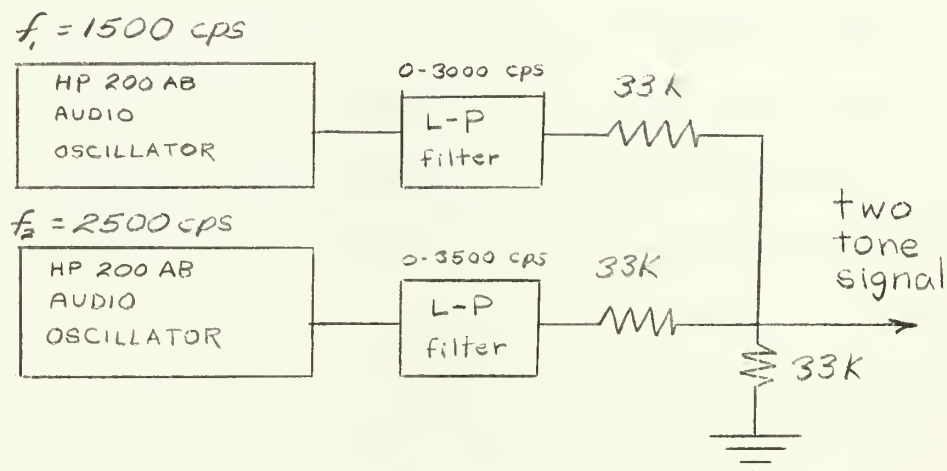 f₁ = 1500 cps
HP 200 AB
AUDIO
OSCILLATOR
0-3000 cps
L-P
filter
33K
f₂ = 2500 cps
HP 200 AB
AUDIO
OSCILLATOR
0-3500 cps
L-P
filter
33K
two
tone
signal
33K